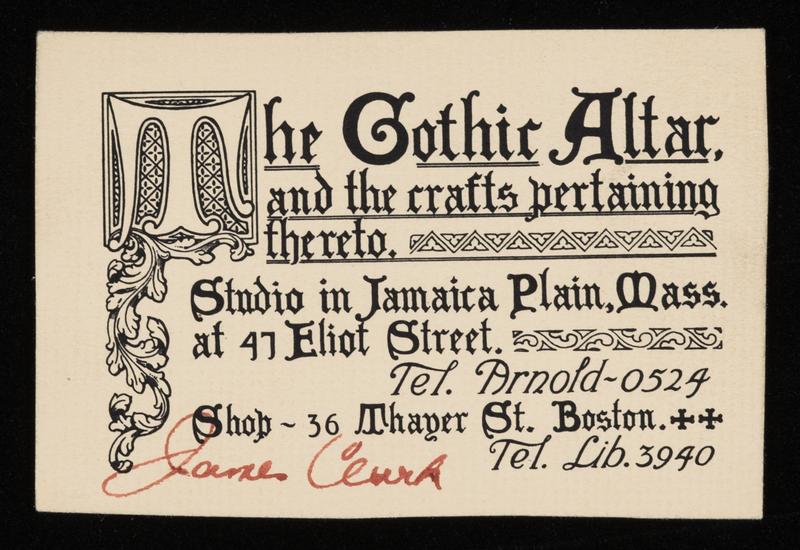 The Gothic Altar,
and the crafts pertaining
thereto.
Studio in Jamaica Plain, Mass.
at 47 Eliot Street.
Tel. Arnold-0524
Shop ~ 36 Thayer St. Boston.
Tel. Lib. 3940
James Clark